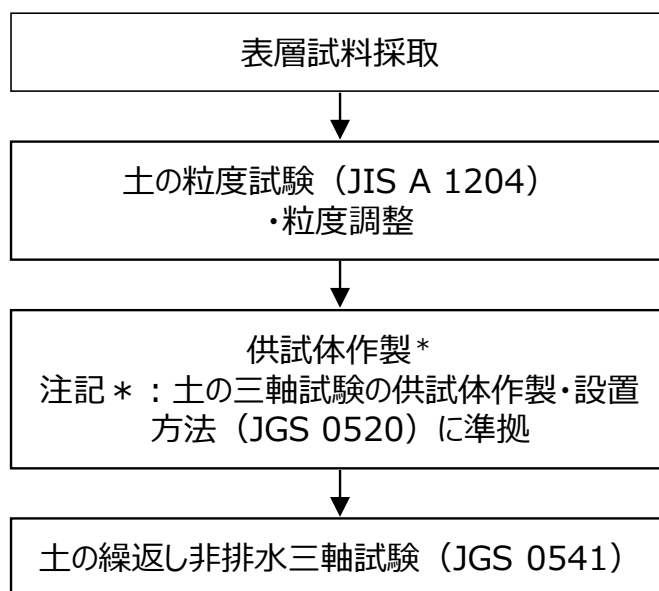 表層試料採取
土の粒度試験（JIS A 1204）
・粒度調整
供試体作製*
注記＊：土の三軸試験の供試体作製・設置
方法（JGS 0520）に準拠
土の繰返し非排水三軸試験（JGS 0541）